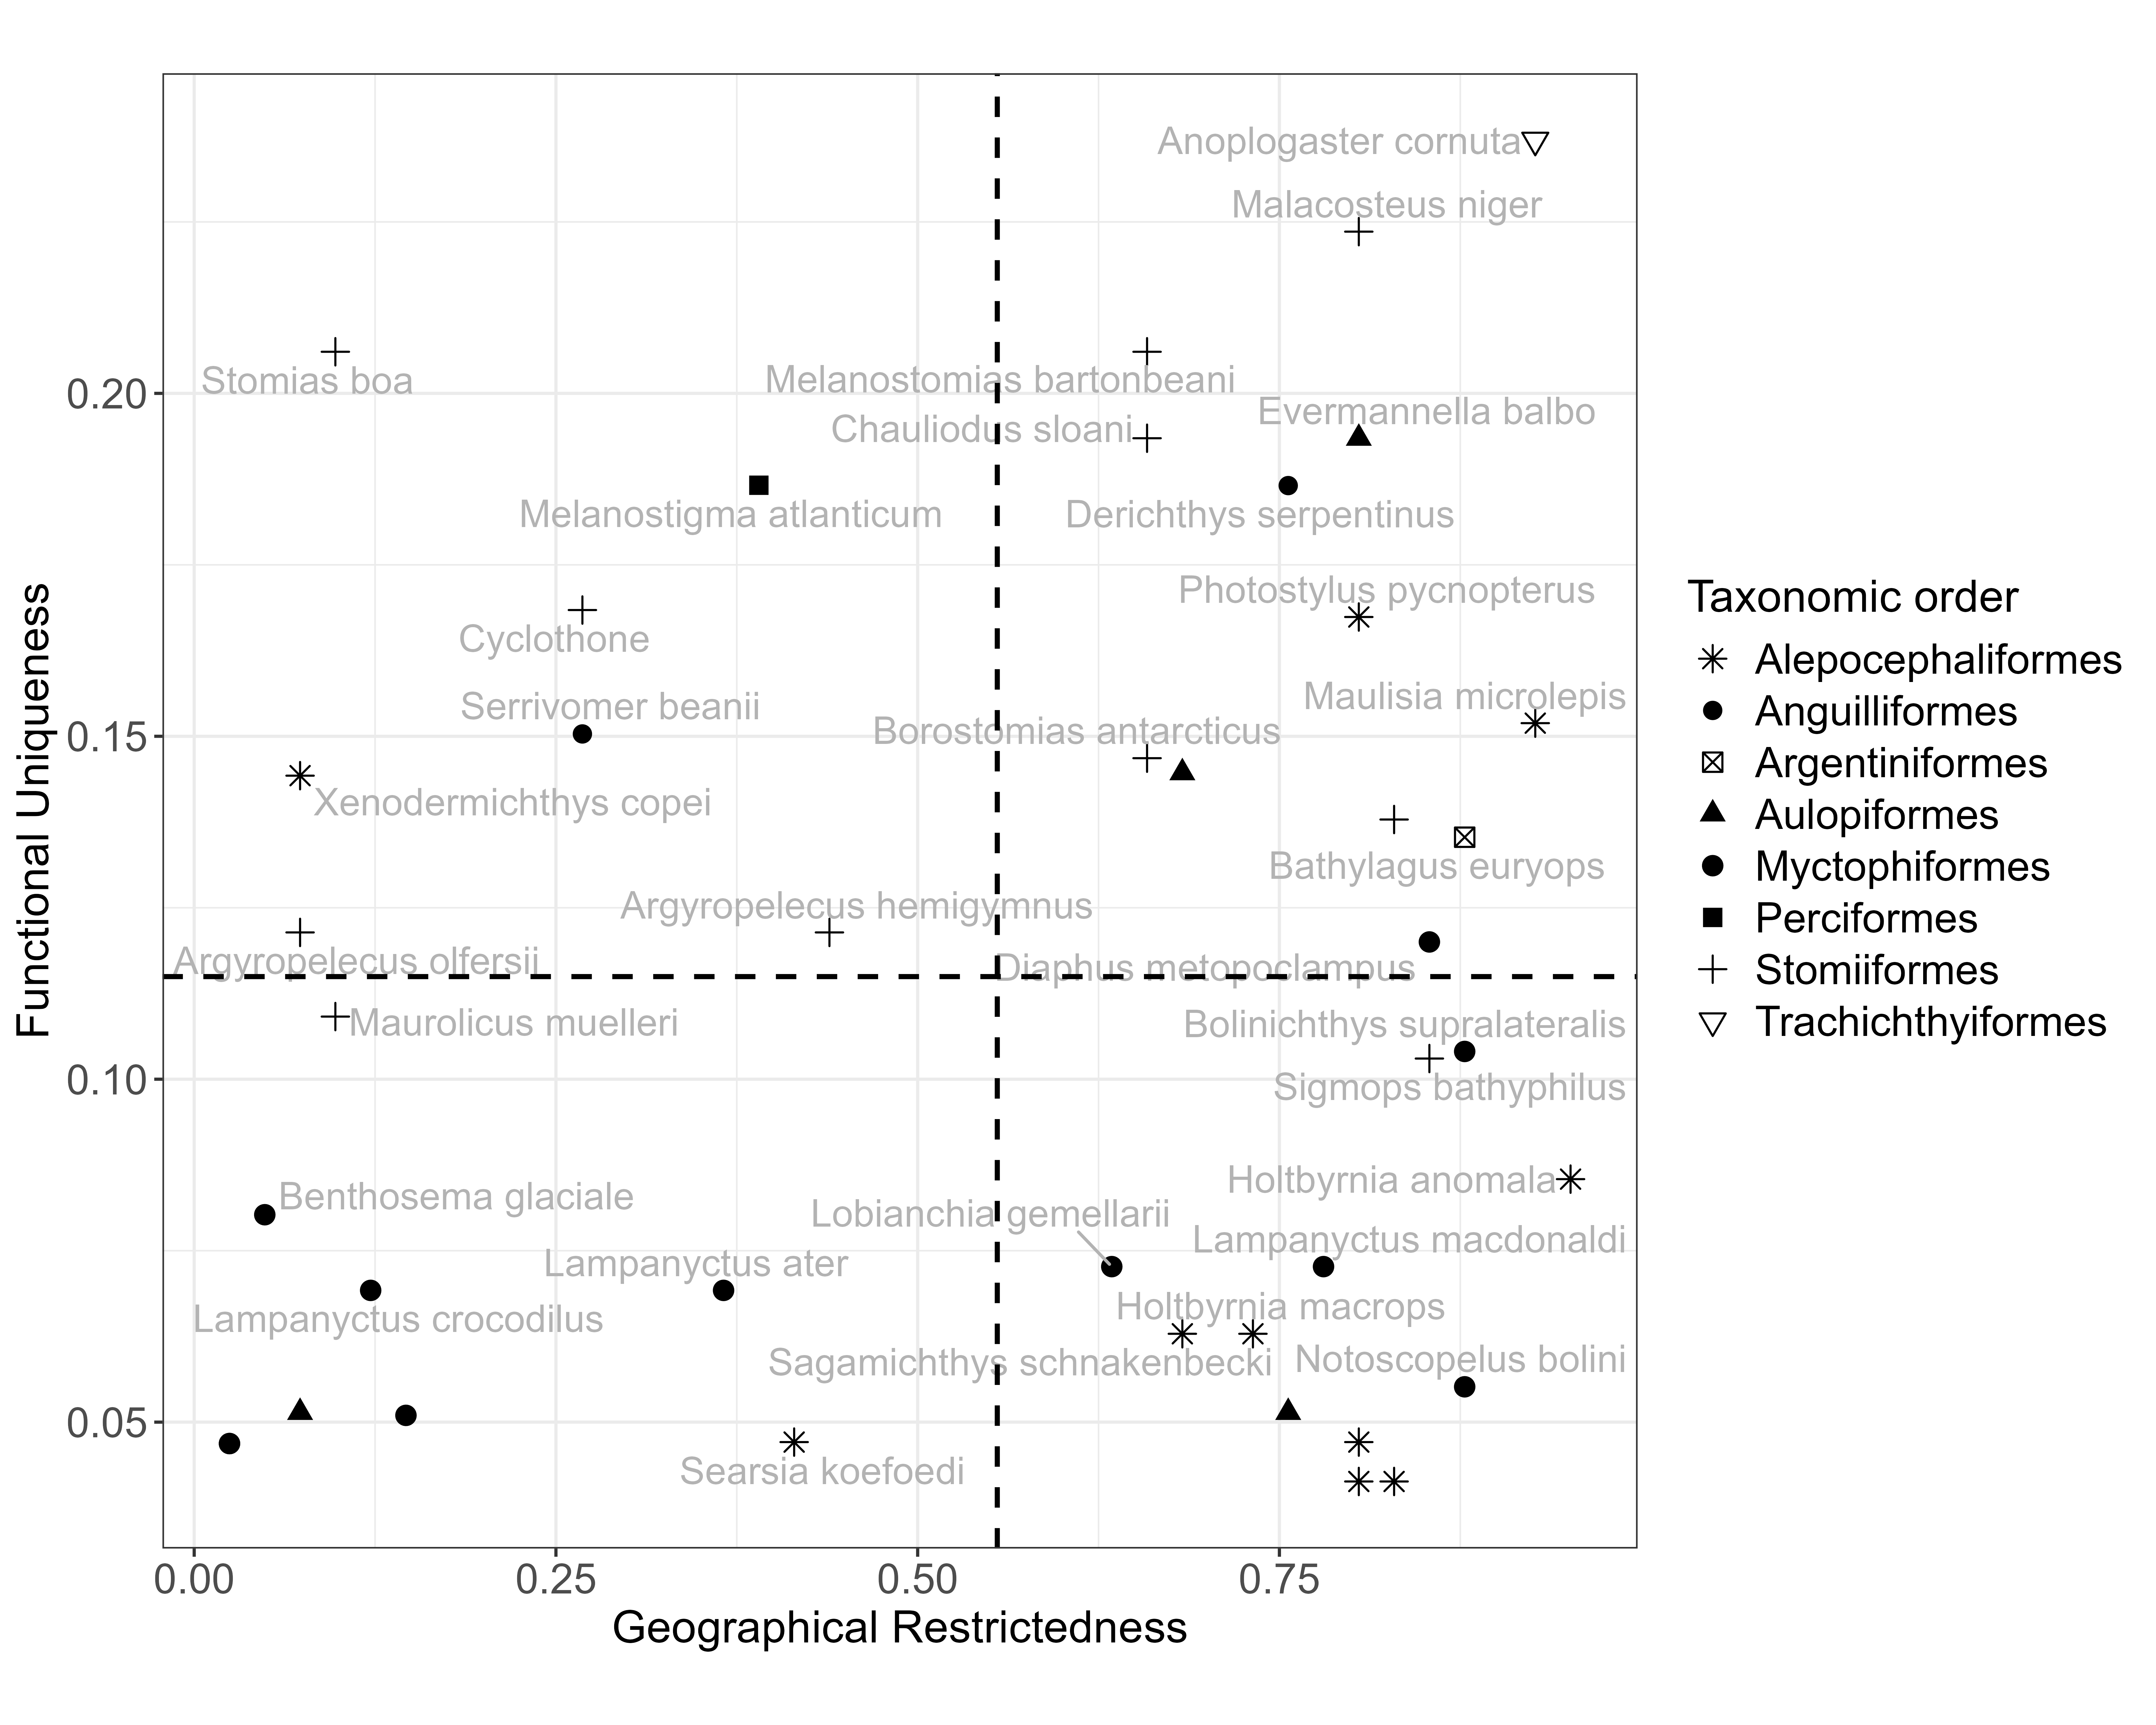 Anoplogaster cornuta
Malacosteus niger
Stomias boa
Melanostomias bartonbeani
Evermannella balbo
Chauliodus sloani
Melanostigma atlanticum
Derichthys serpentinus
Photostylus pycnopterus
Cyclothone
Maulisia microlepis
Serrivomer beanii
Borostomias antarcticus
Xenodermichthys copei
Bathylagus euryops
Argyropelecus hemigymnus
Argyropelecus olfersii
Diaphus metopoclampus
Maurolicus muelleri
Bolinichthys supralateralis
Sigmops bathyphilus
Holtbyrnia anomala
Benthosema glaciale
Lobianchia gemellarii
Lampanyctus macdonaldi
Lampanyctus ater
Holtbyrnia macrops
Lampanyctus crocodilus
Sagamichthys schnakenbecki
Notoscopelus bolini
Searsia koefoedi
0.20
0.15
0.10
0.05
Functional Uniqueness
0.00
0.25
0.50
0.75
Geographical Restrictedness
Taxonomic order
Alepocephaliformes
Anguilliformes
Argentiniformes
Aulopiformes
Myctophiformes
Perciformes
Stomiiformes
Trachichthyiformes